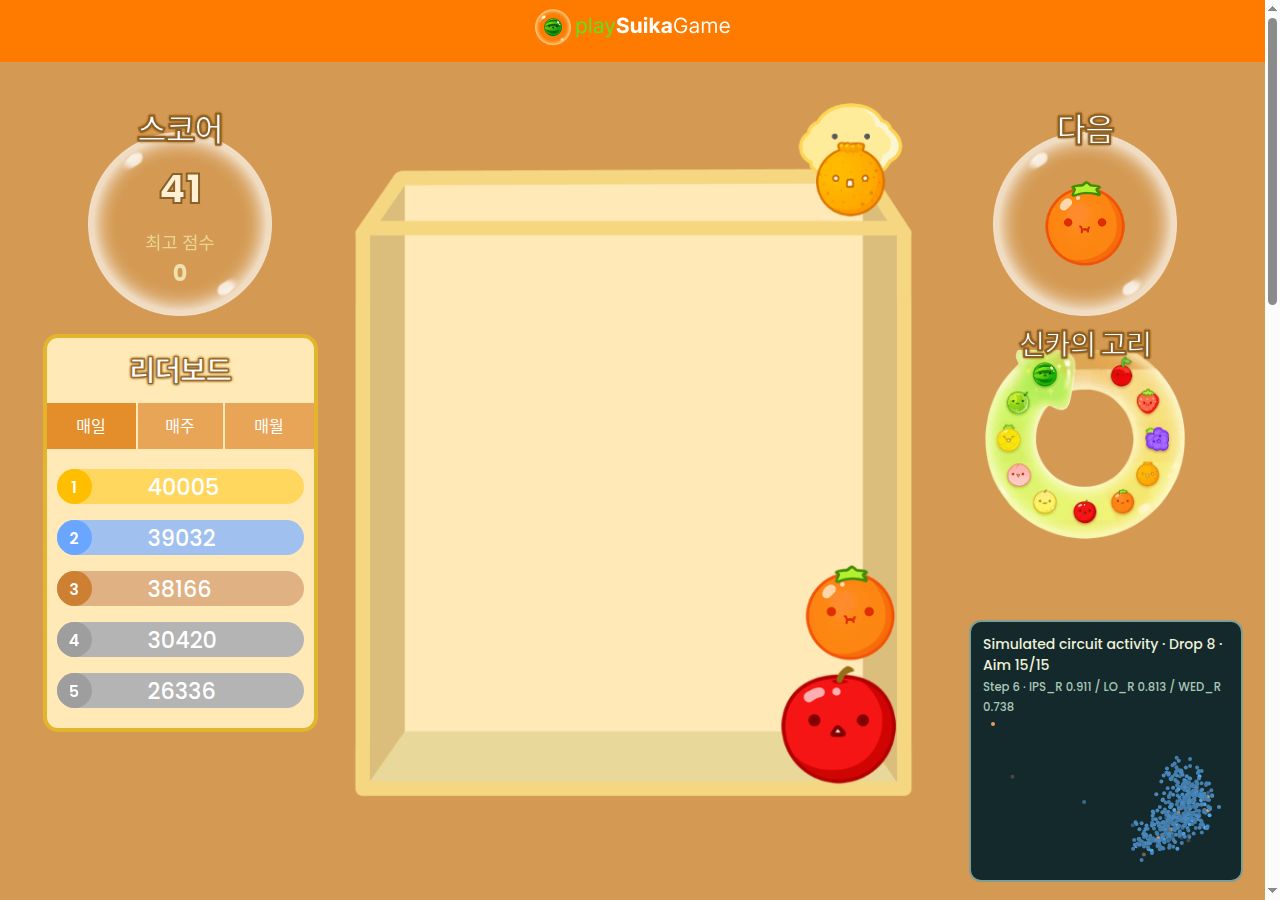 playSuikaGame
스코어
41
최고 점수
0
리더보드
매일 매주 매월
1 40005
2 39032
3 38166
4 30420
5 26336
다음
신카의 고리
Simulated circuit activity · Drop 8 ·
Aim 15/15
Step 6 · IPS_R 0.911 / LO_R 0.813 / WED_R
0.738